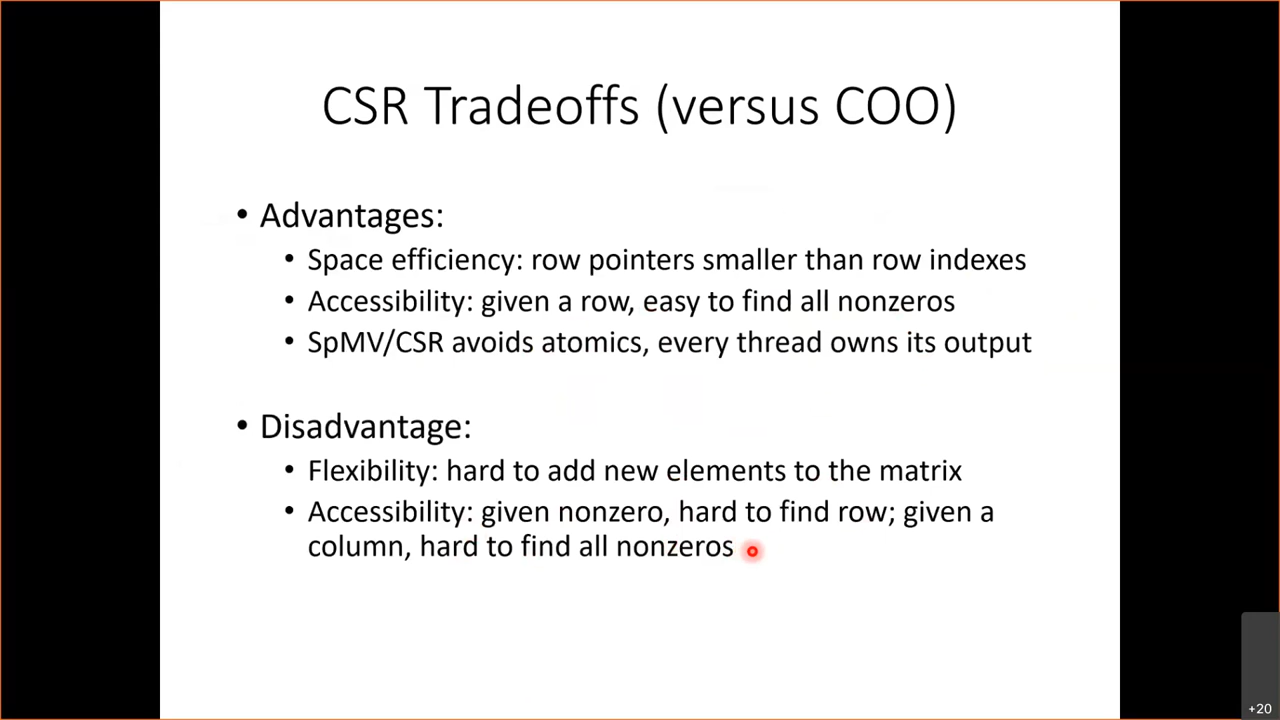 CSR Tradeoffs (versus COO)
• Advantages:
• Space efficiency: row pointers smaller than row indexes
• Accessibility: given a row, easy to find all nonzeros
• SpMV/CSR avoids atomics, every thread owns its output
• Disadvantage:
• Flexibility: hard to add new elements to the matrix
• Accessibility: given nonzero, hard to find row; given a
column, hard to find all nonzeros
+20